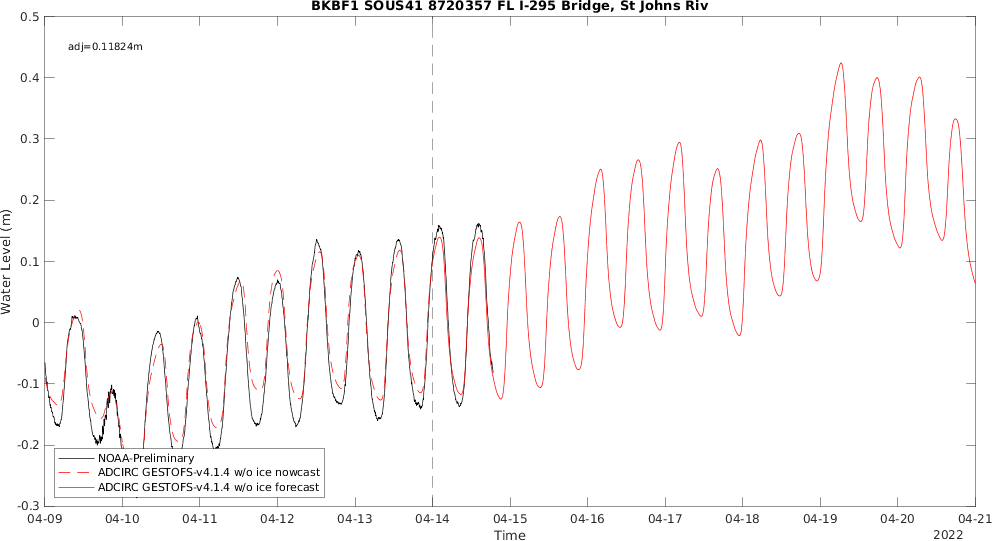 BKBF1 SOUS41 8720357 FL I-295 Bridge, St Johns Riv
adj=0.11824m
0.5
0.4
0.3
0.2
0.1
0
-0.1
-0.2
-0.3
Water Level (m)
NOAA-Preliminary
ADCIRC GESTOFS-v4.1.4 w/o ice nowcast
ADCIRC GESTOFS-v4.1.4 w/o ice forecast
04-09 04-10 04-11 04-12 04-13 04-14 04-15 04-16 04-17 04-18 04-19 04-20 04-21
Time
2022